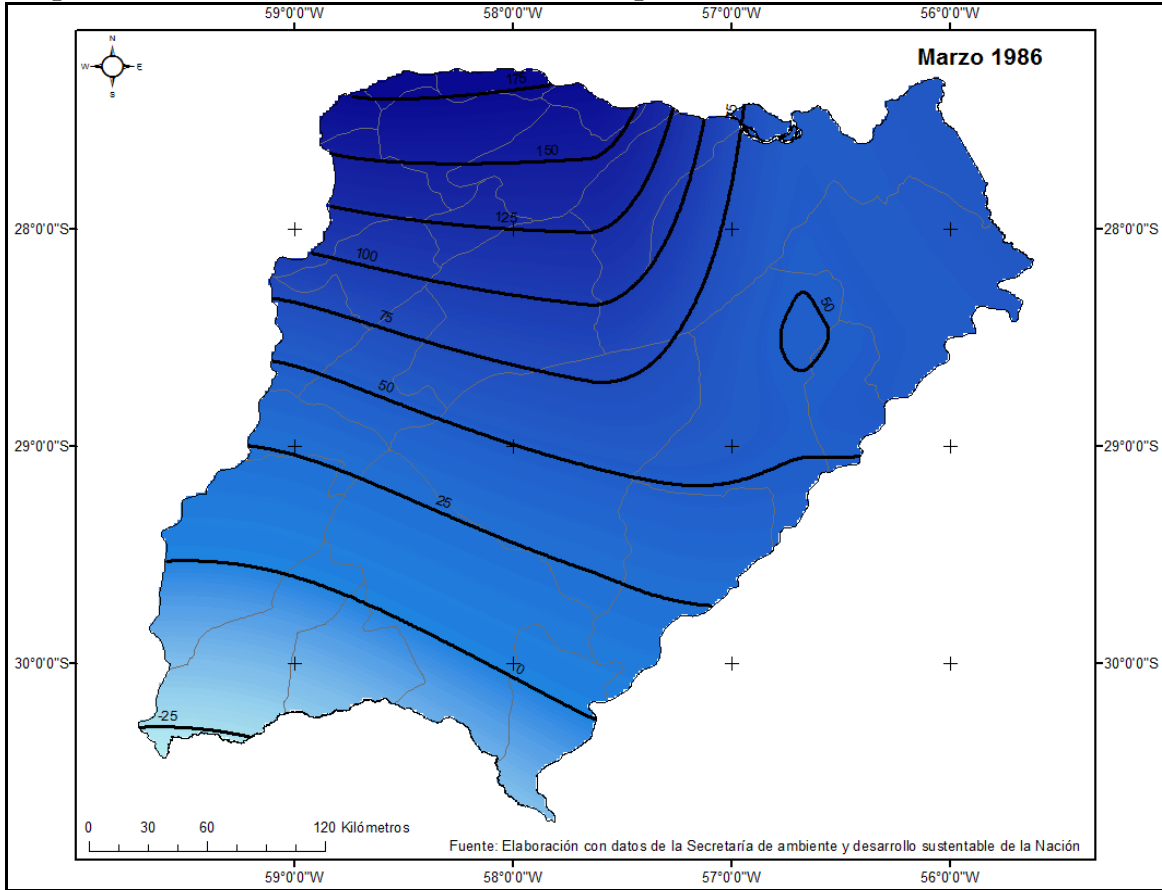 59°0'0"W 58°0'0"W 57°0'0"W 56°0'0"W
Marzo 1986
N
W E
S
175
150
125
100
75
50
25
0
-25
75
50
28°0'0"S 28°0'0"S
29°0'0"S 29°0'0"S
30°0'0"S 30°0'0"S
0 30 60 120 Kilómetros
Fuente: Elaboración con datos de la Secretaría de ambiente y desarrollo sustentable de la Nación
59°0'0"W 58°0'0"W 57°0'0"W 56°0'0"W